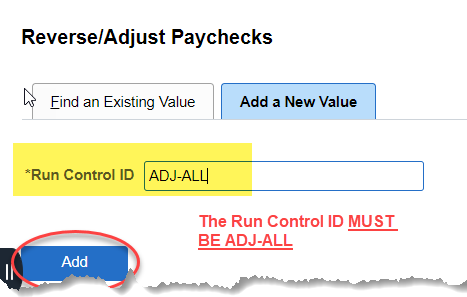 Reverse/Adjust Paychecks
Find an Existing Value
Add a New Value
*Run Control ID
ADJ-ALL
The Run Control ID MUST
BE ADJ-ALL
Add